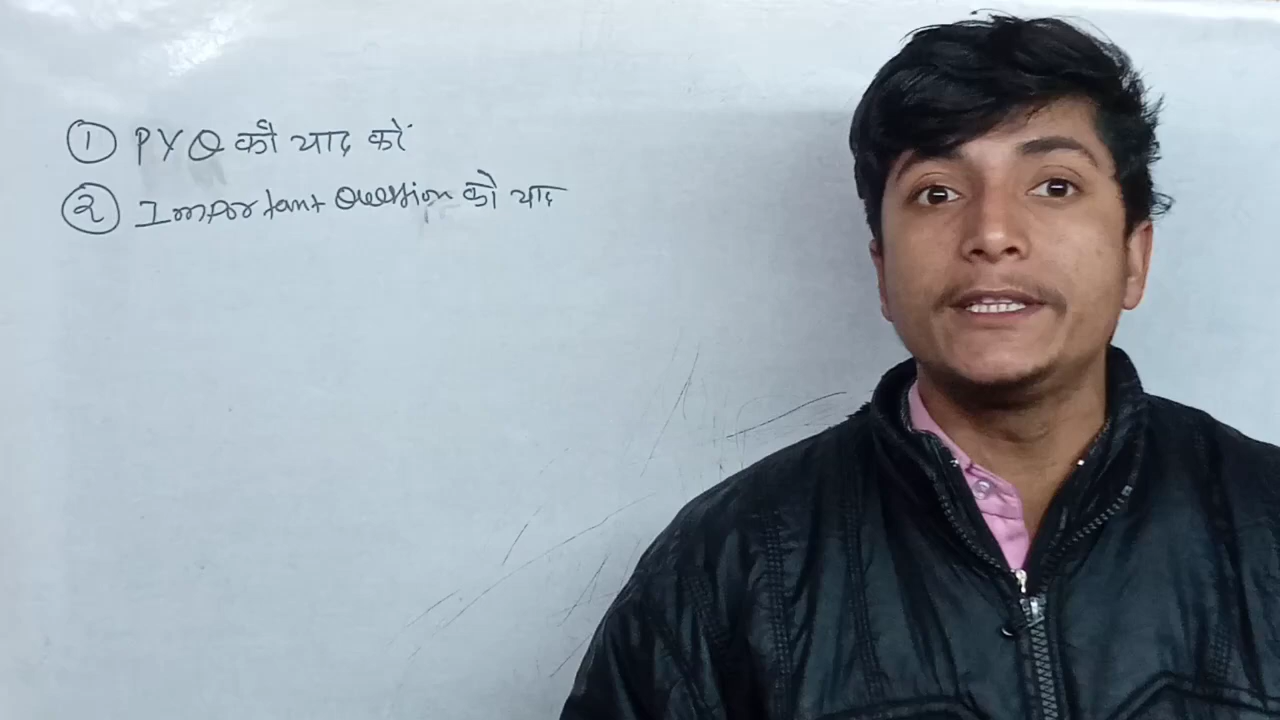 ① PYQ को याद करें
② Important Question को याद